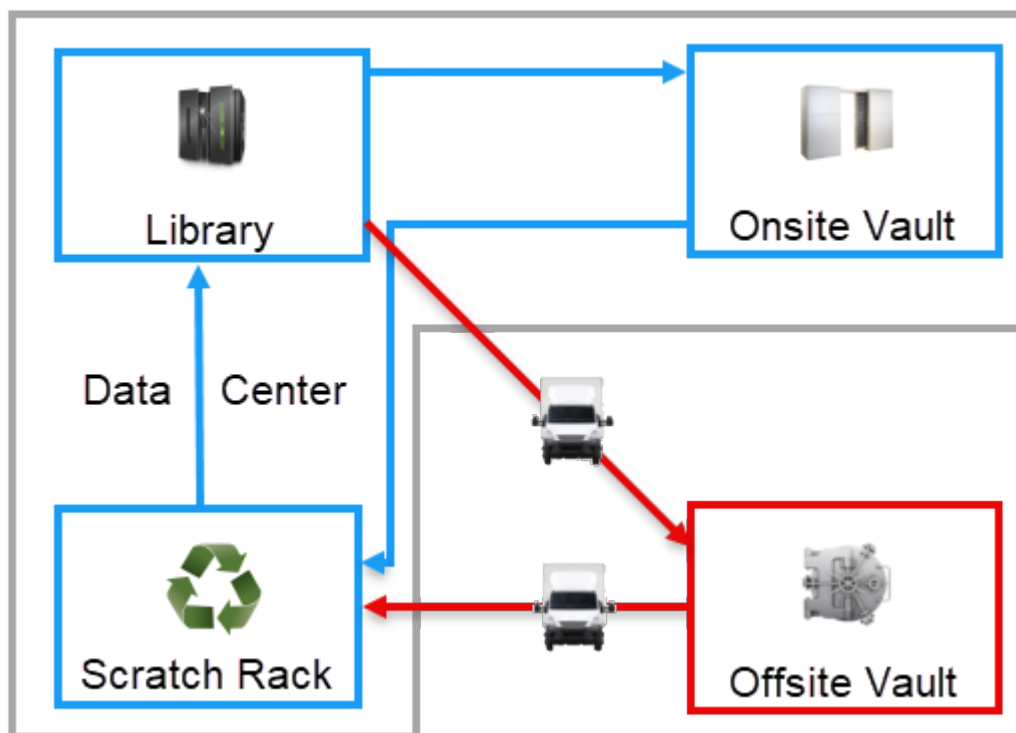 Library
Onsite Vault
Data Center
Scratch Rack
Offsite Vault